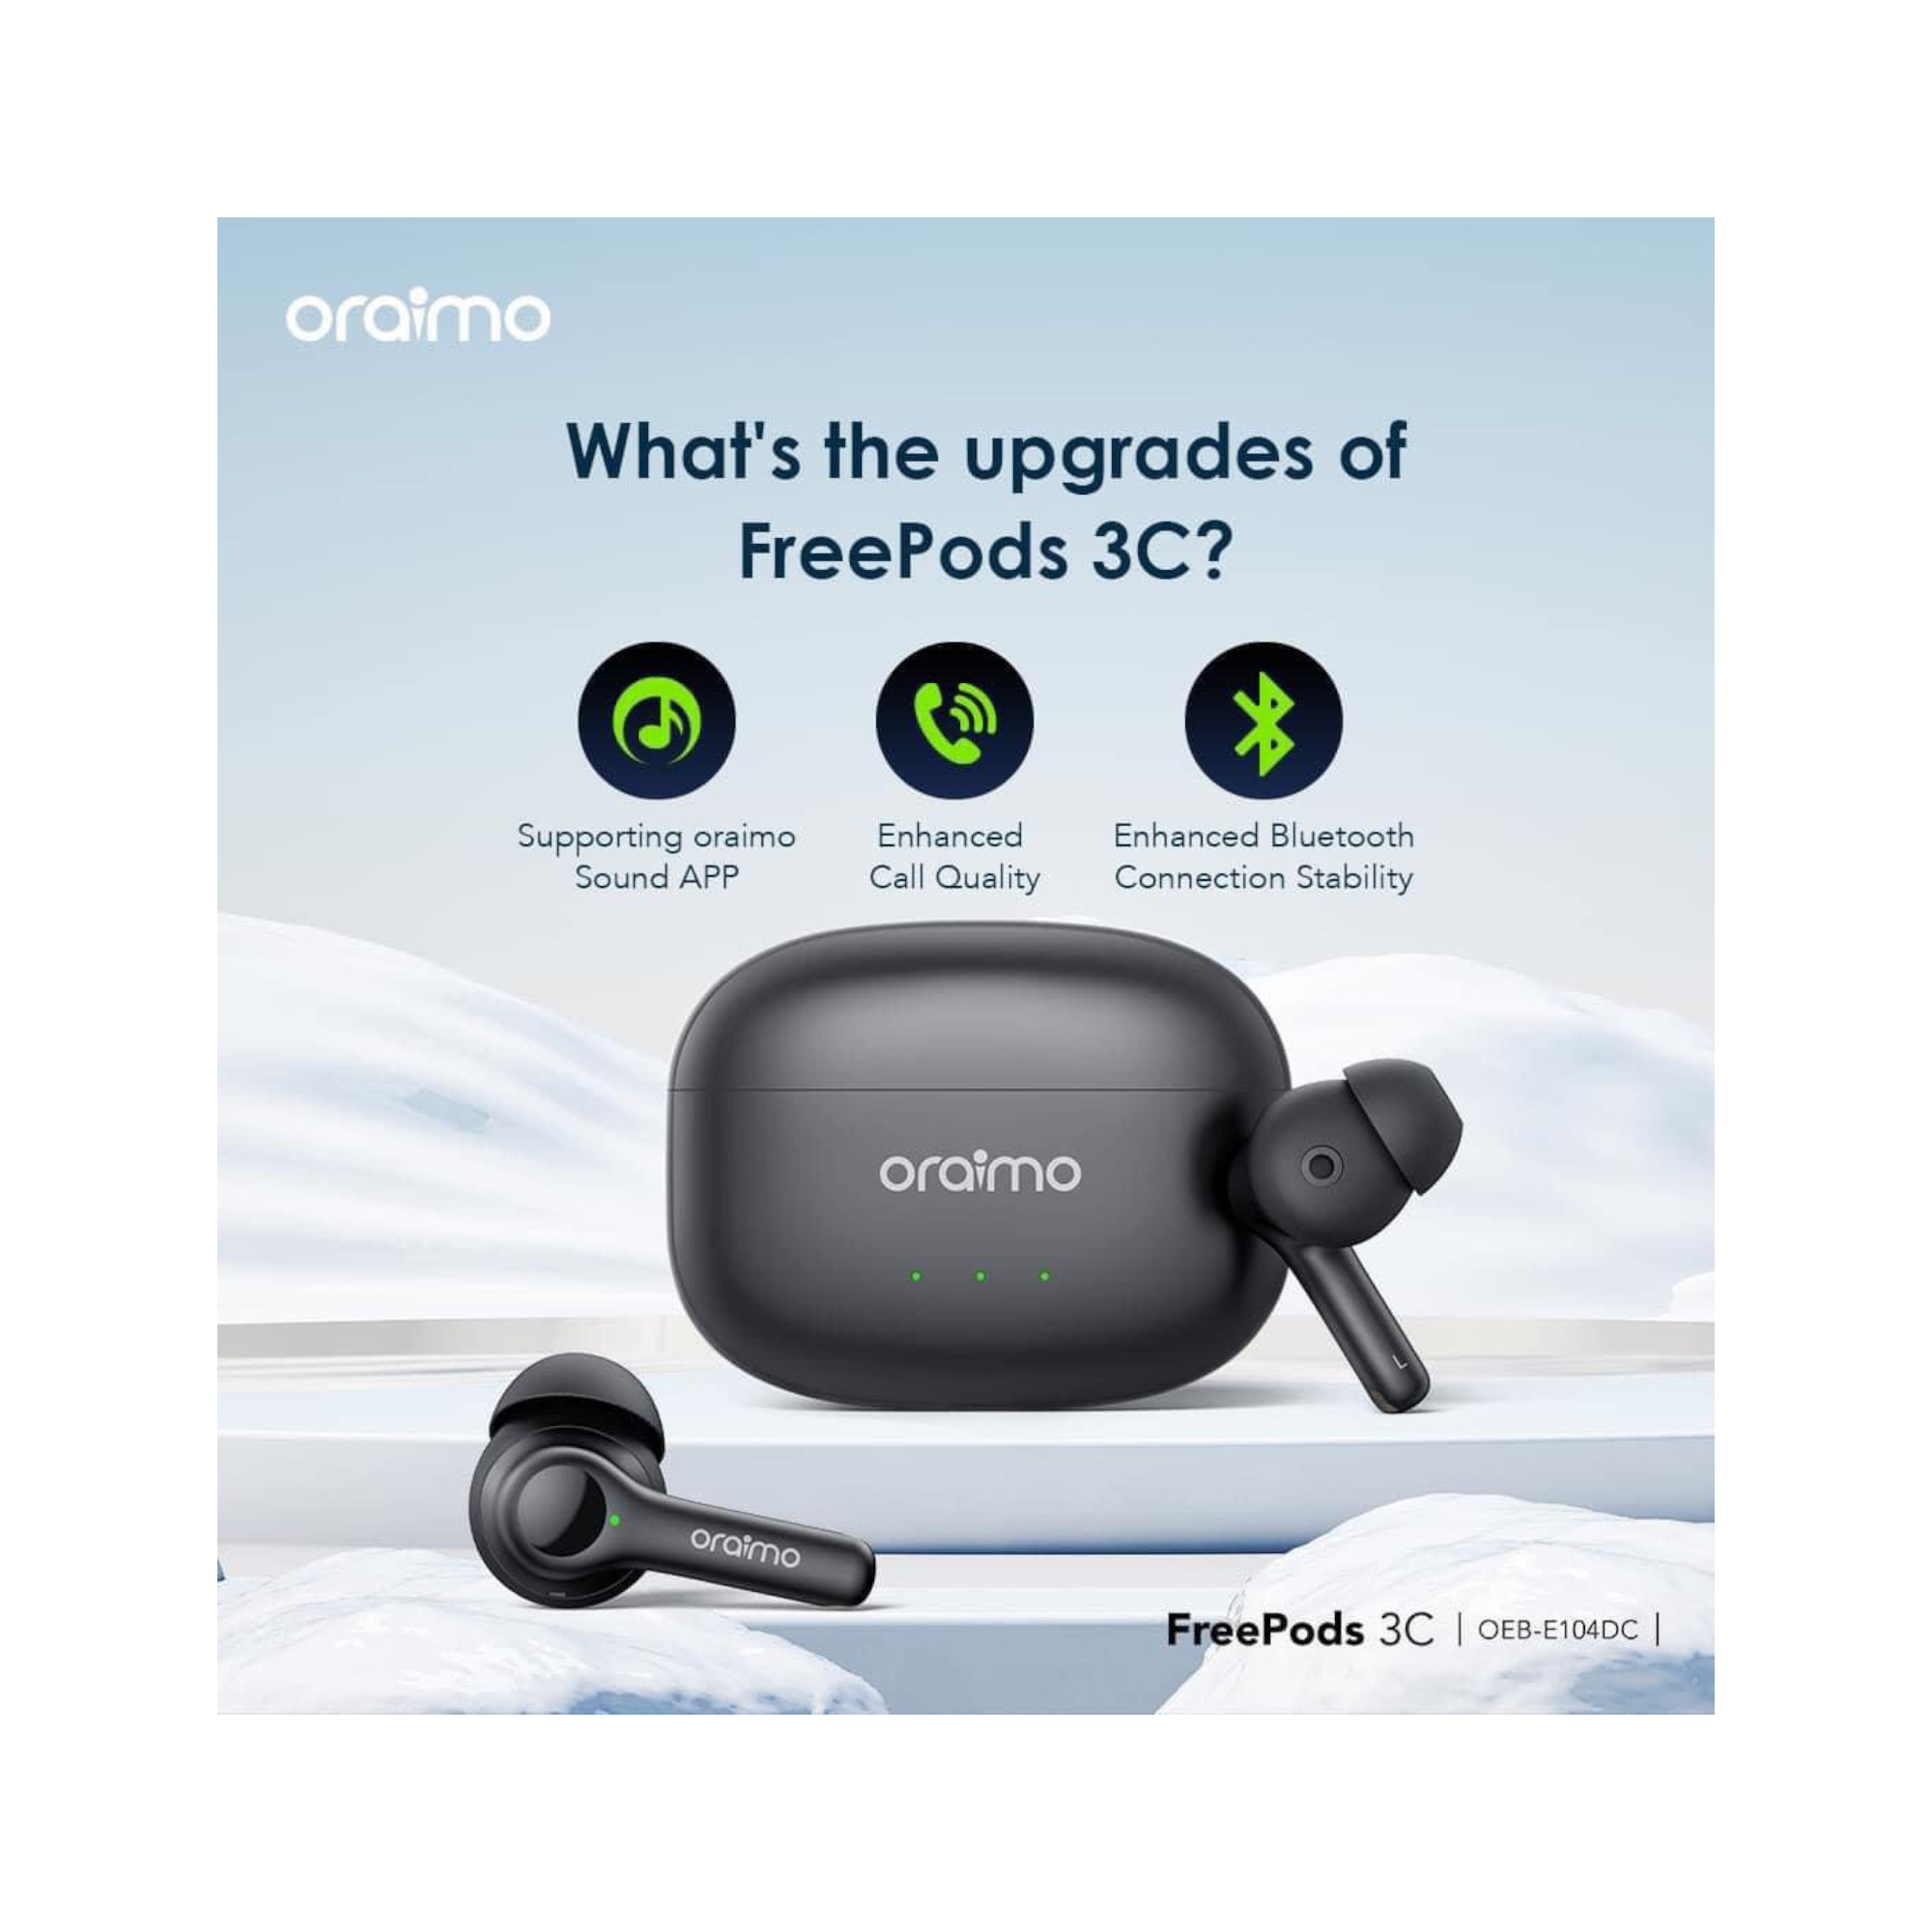 oraimo
What's the upgrades of
FreePods 3C?
Supporting oraimo
Sound APP
Enhanced
Call Quality
Enhanced Bluetooth
Connection Stability
oraimo
L
oraimo
FreePods 3C | OEB-E104DC |